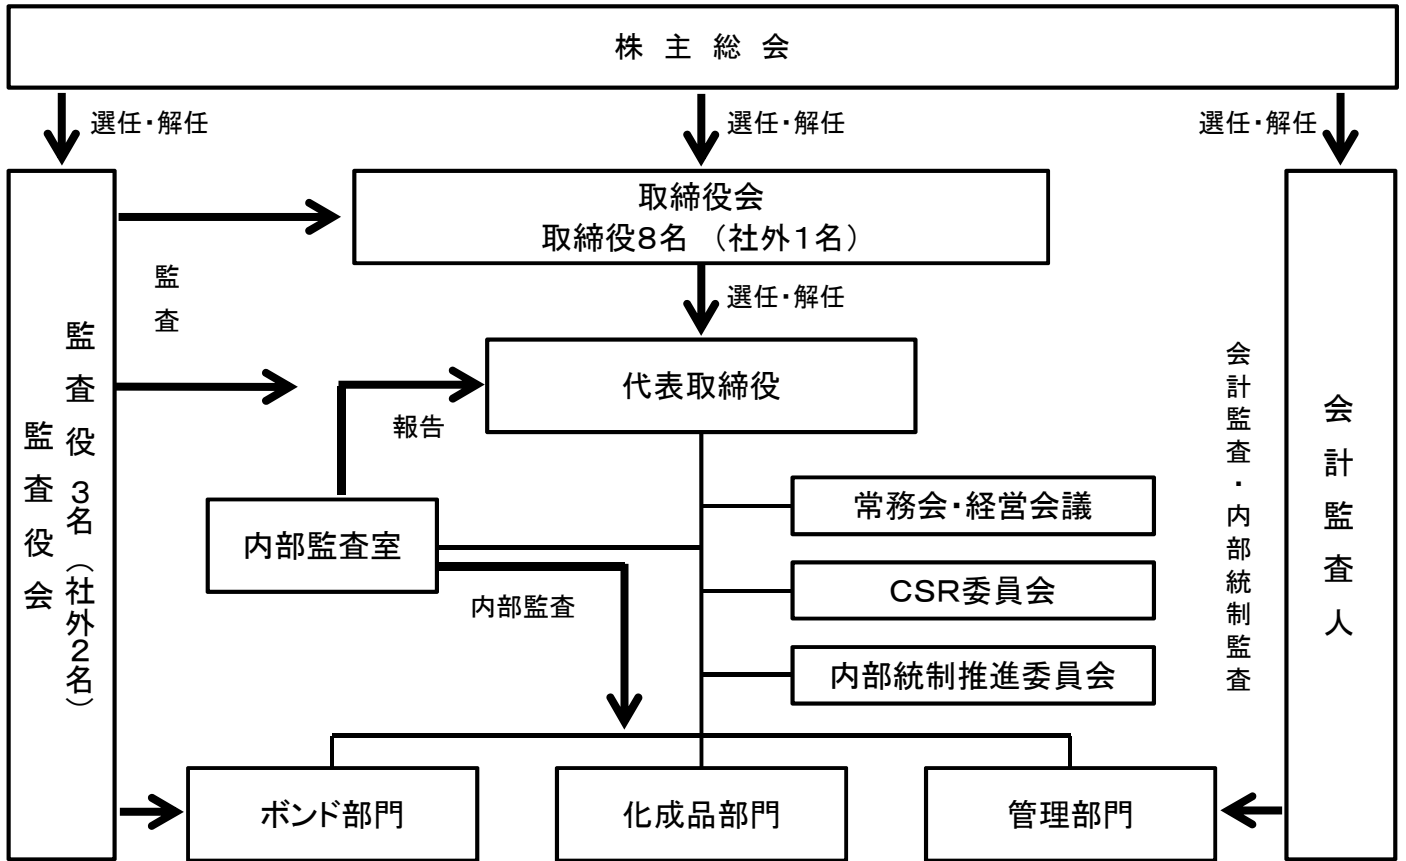 株 主 総 会
選任・解任
選任・解任
選任・解任
取締役会
取締役8名 （社外1名）
監査
選任・解任
監査役会
監査役 3名 （社外2名）
代表取締役
報告
会計監査・内部統制監査
会計監査人
常務会・経営会議
内部監査室
CSR委員会
内部監査
内部統制推進委員会
ボンド部門
化成品部門
管理部門